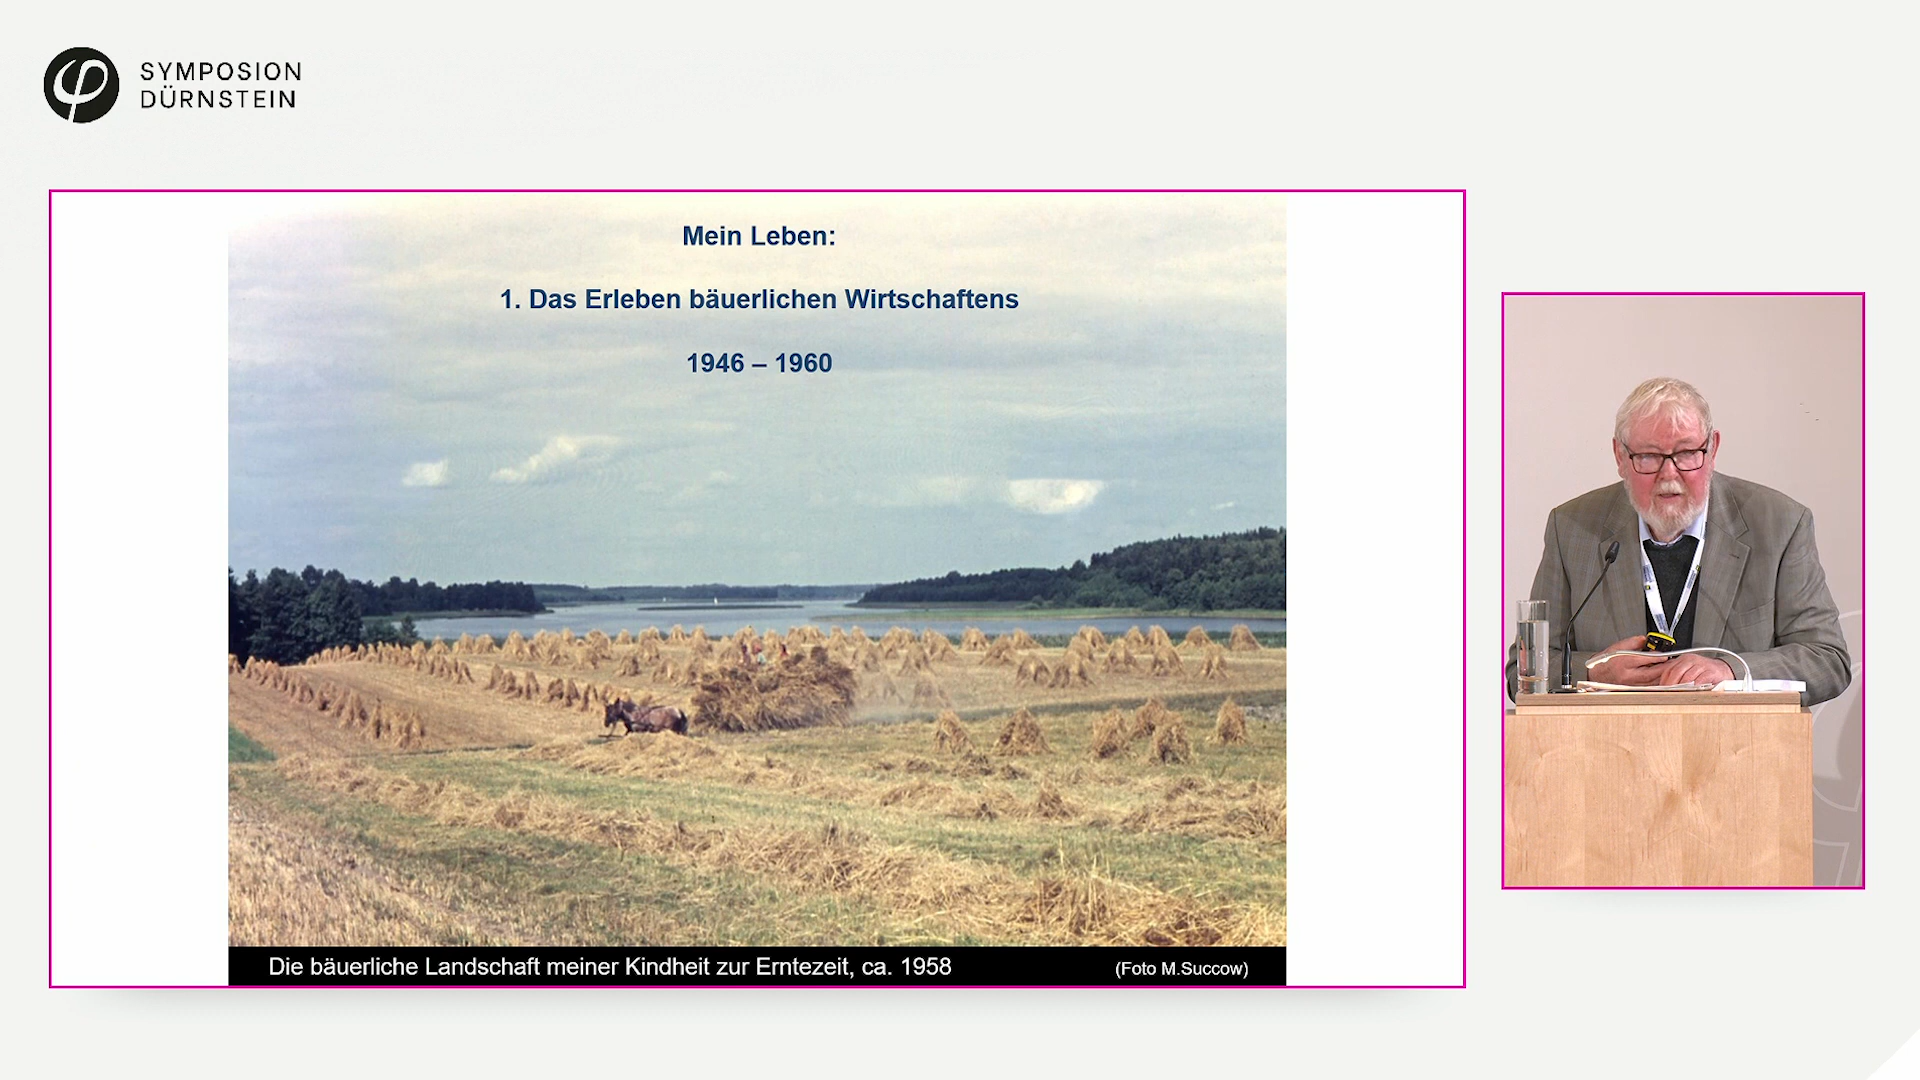 SYMPOSION
DÜRNSTEIN
Mein Leben:
1. Das Erleben bäuerlichen Wirtschaftens
1946 – 1960
Die bäuerliche Landschaft meiner Kindheit zur Erntezeit, ca. 1958
(Foto M.Succow)